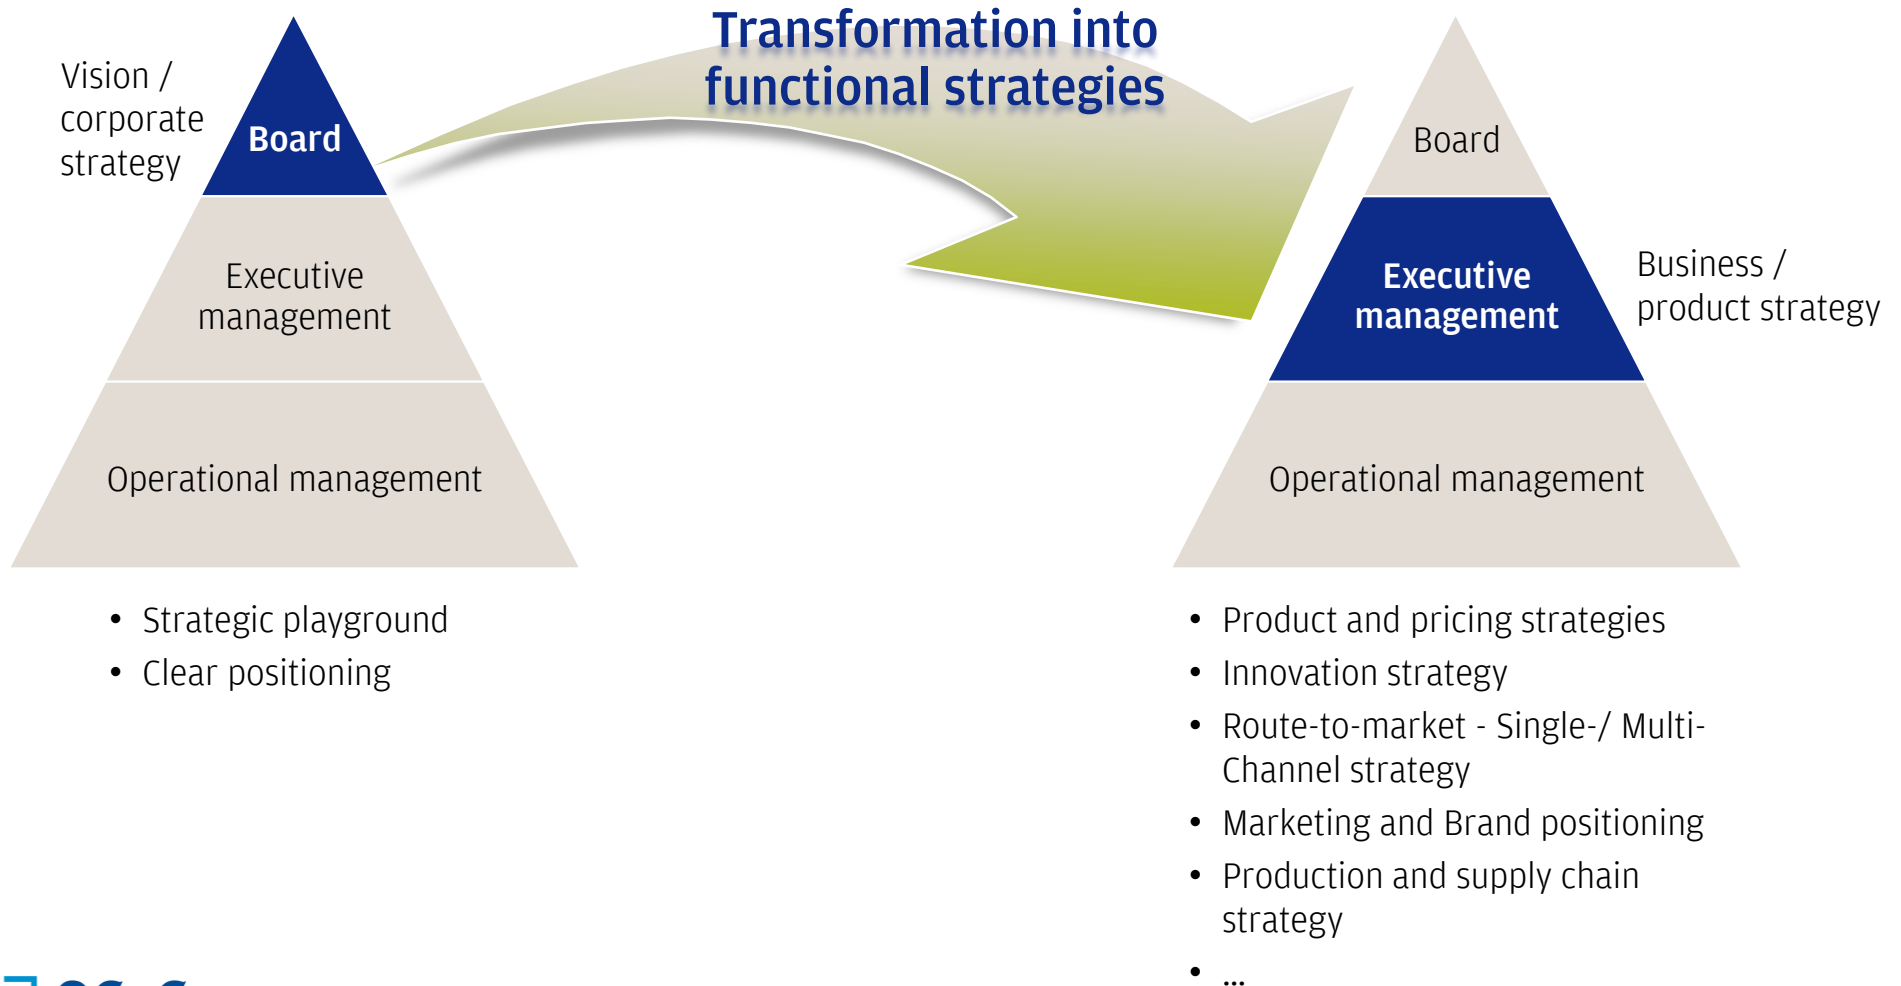 Transformation into
functional strategies
Vision /
corporate
strategy
Board
Executive
management
Operational management
• Strategic playground
• Clear positioning
Board
Executive
management
Business /
product strategy
Operational management
• Product and pricing strategies
• Innovation strategy
• Route-to-market - Single-/ Multi-
Channel strategy
• Marketing and Brand positioning
• Production and supply chain
strategy
• ...